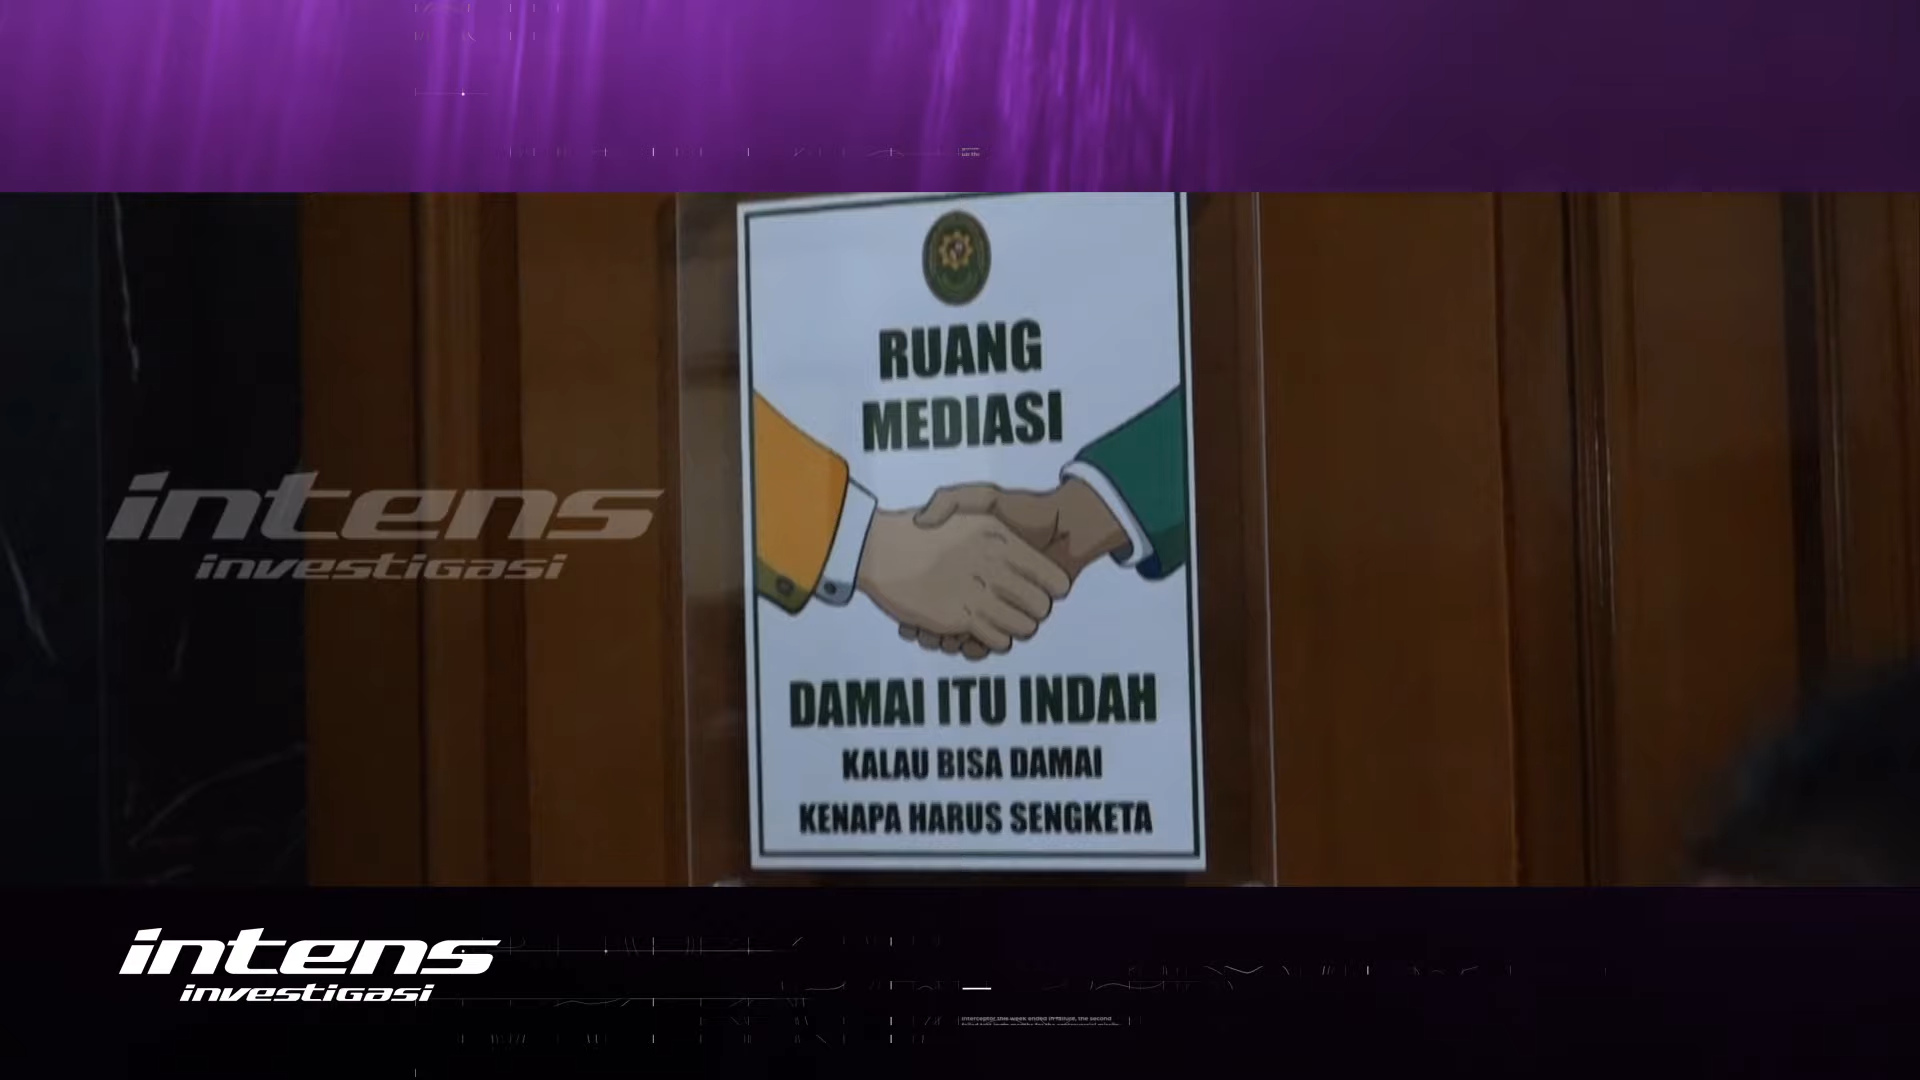 RUANG
MEDIASI
intens
investigasi
DAMAI ITU INDAH
KALAU BISA DAMAI
KENAPA HARUS SENGKETA
intens
investigasi